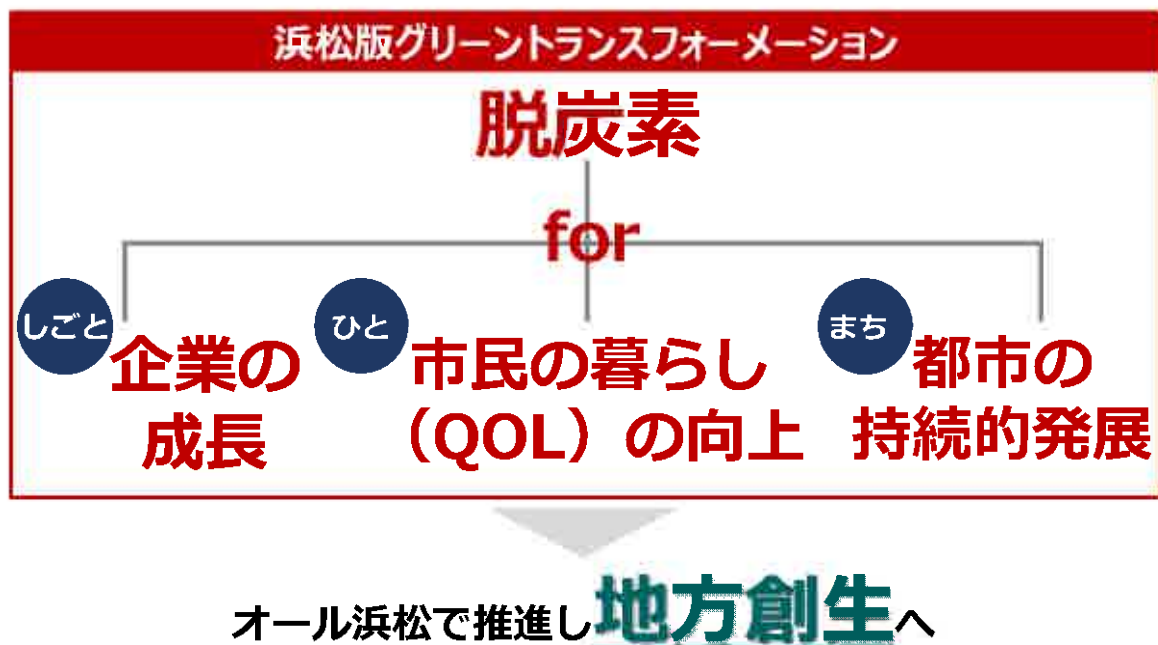 浜松版グリーントランスフォーメーション
脱炭素
for
しごと
企業の
成長
ひと
市民の暮らし
（QOL）の向上
まち
都市の
持続的発展
オール浜松で推進し地方創生へ